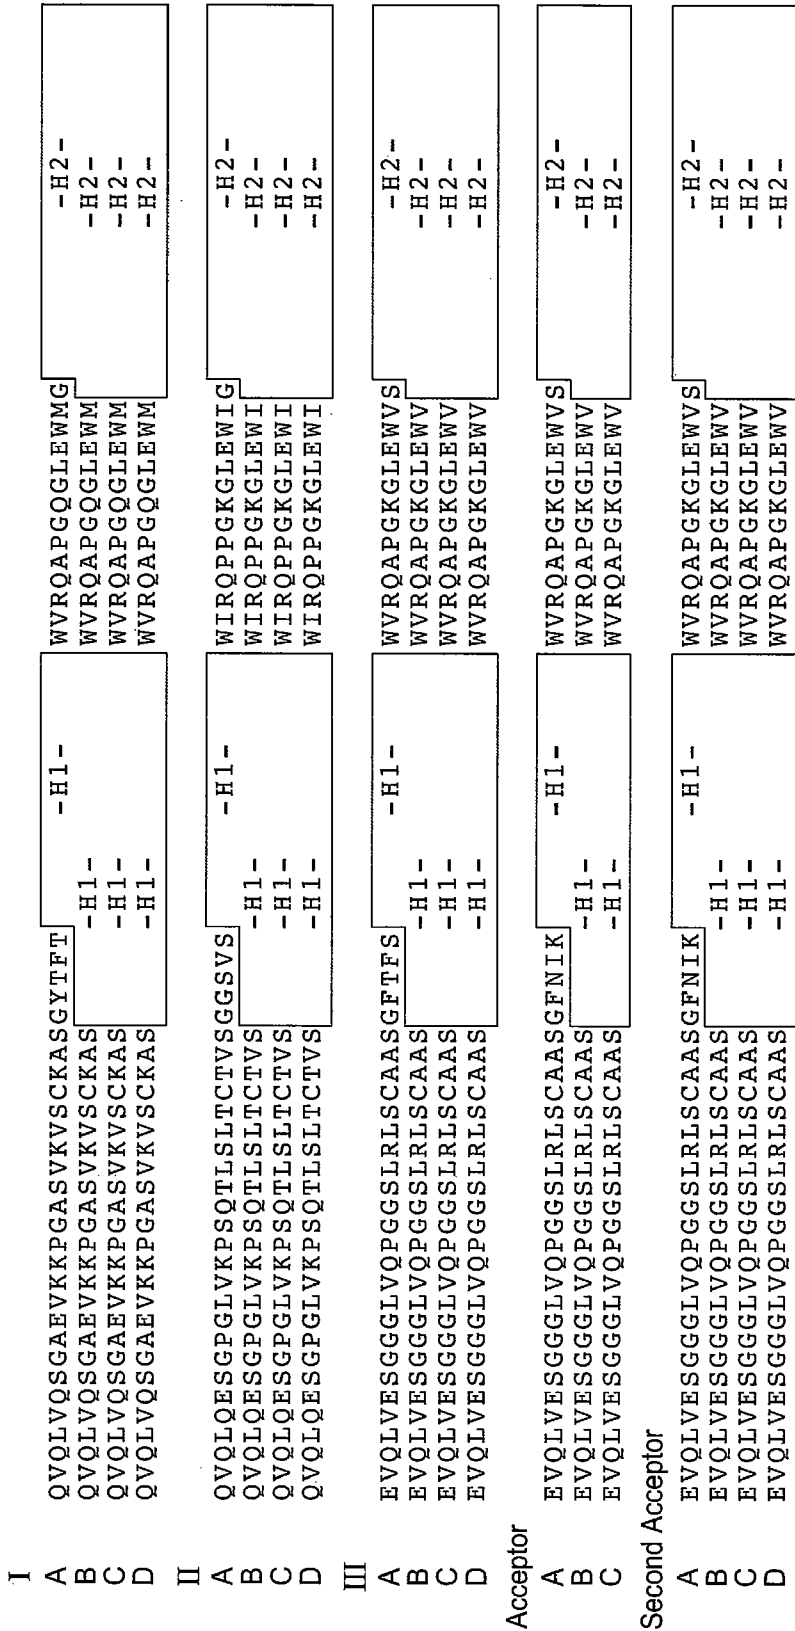 I
A QVQLVQSGAEVKKPGASVKVSCKASGYTFT -H1- WVRQAPGQGLEWMG -H2-
B QVQLVQSGAEVKKPGASVKVSCKAS -H1- WVRQAPGQGLEWM -H2-
C QVQLVQSGAEVKKPGASVKVSCKAS -H1- WVRQAPGQGLEWM -H2-
D QVQLVQSGAEVKKPGASVKVSCKAS -H1- WVRQAPGQGLEWM -H2-
II
A QVQLQESGPGLVKPSQTLSLTCTVSGGSVS -H1- WIRQPPGKGLEWIG -H2-
B QVQLQESGPGLVKPSQTLSLTCTVS -H1- WIRQPPGKGLEWI -H2-
C QVQLQESGPGLVKPSQTLSLTCTVS -H1- WIRQPPGKGLEWI -H2-
D QVQLQESGPGLVKPSQTLSLTCTVS -H1- WIRQPPGKGLEWI -H2-
III
A EVQLVESGGGLVQPGGSLRLSCAASGFTFS -H1- WVRQAPGKGLEWVS -H2-
B EVQLVESGGGLVQPGGSLRLSCAAS -H1- WVRQAPGKGLEWV -H2-
C EVQLVESGGGLVQPGGSLRLSCAAS -H1- WVRQAPGKGLEWV -H2-
D EVQLVESGGGLVQPGGSLRLSCAAS -H1- WVRQAPGKGLEWV -H2-
Acceptor
A EVQLVESGGGLVQPGGSLRLSCAASGFNIK -H1- WVRQAPGKGLEWVS -H2-
B EVQLVESGGGLVQPGGSLRLSCAAS -H1- WVRQAPGKGLEWV -H2-
C EVQLVESGGGLVQPGGSLRLSCAAS -H1- WVRQAPGKGLEWV -H2-
Second Acceptor
A EVQLVESGGGLVQPGGSLRLSCAASGFNIK -H1- WVRQAPGKGLEWVS -H2-
B EVQLVESGGGLVQPGGSLRLSCAAS -H1- WVRQAPGKGLEWV -H2-
C EVQLVESGGGLVQPGGSLRLSCAAS -H1- WVRQAPGKGLEWV -H2-
D EVQLVESGGGLVQPGGSLRLSCAAS -H1- WVRQAPGKGLEWV -H2-